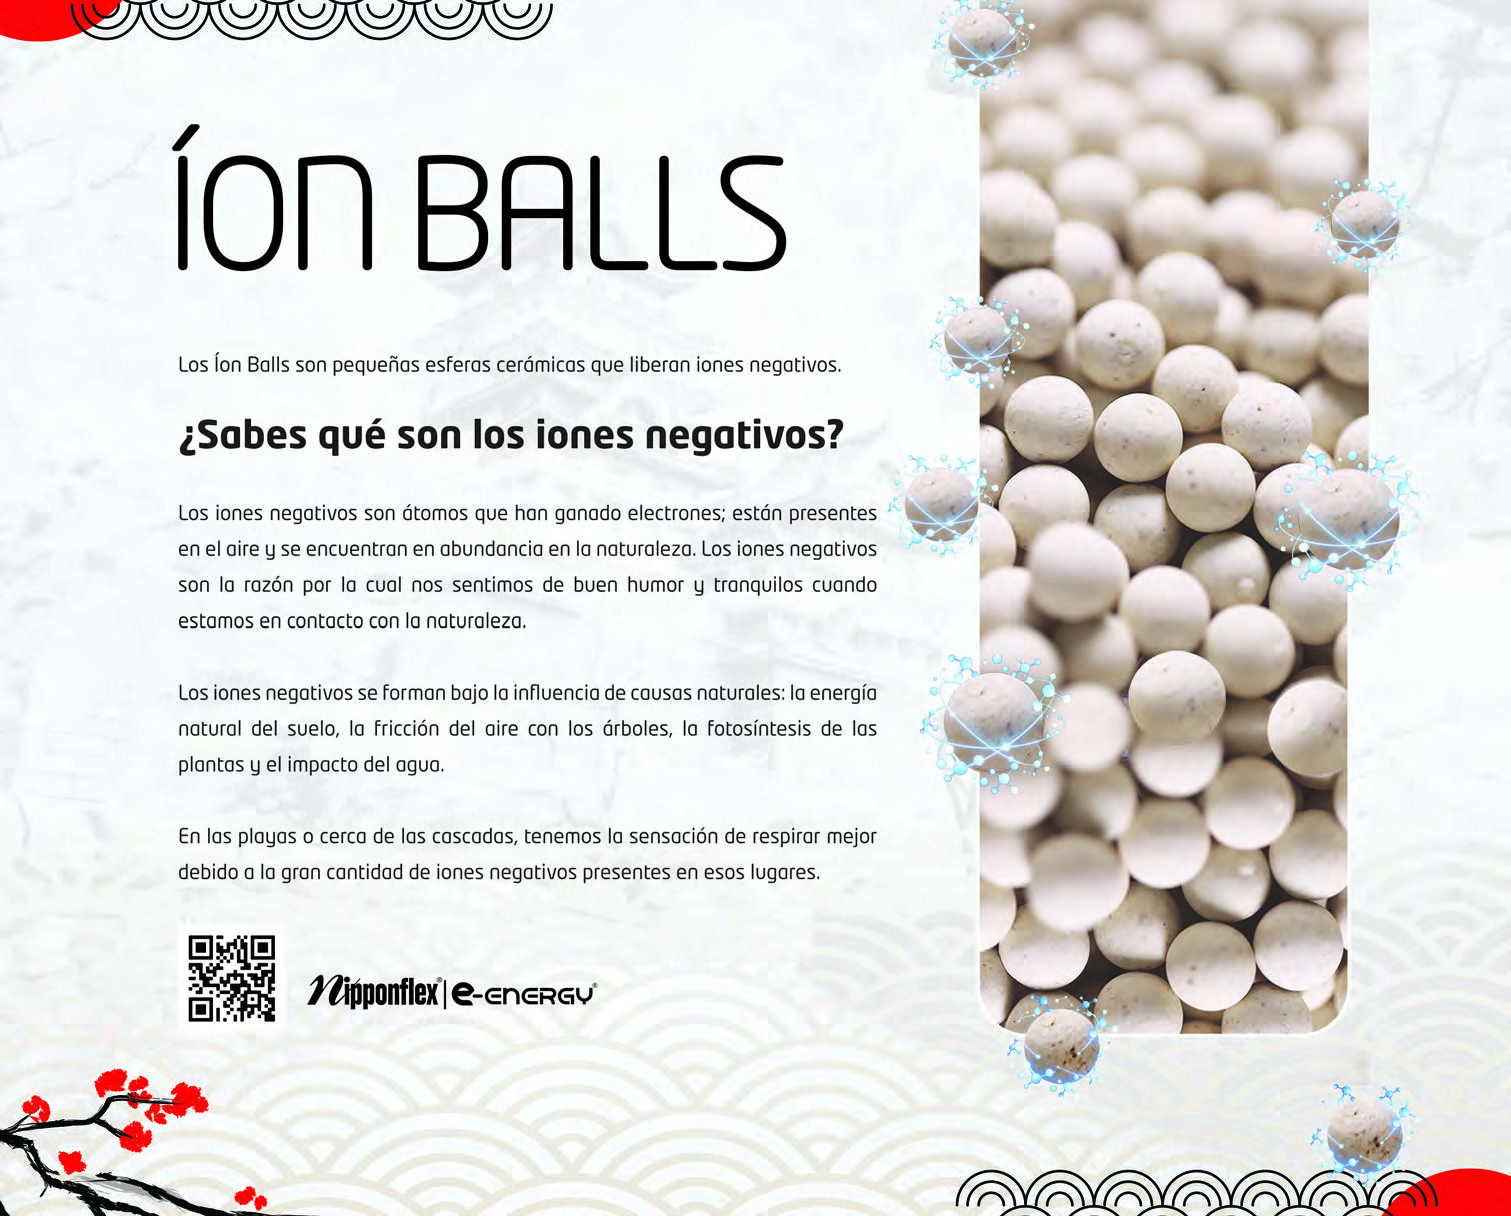 Íon Balls
Los Íon Balls son pequeñas esferas cerámicas que liberan iones negativos.
¿Sabes qué son los iones negativos?
Los iones negativos son átomos que han ganado electrones; están presentes
en el aire y se encuentran en abundancia en la naturaleza. Los iones negativos
son la razón por la cual nos sentimos de buen humor y tranquilos cuando
estamos en contacto con la naturaleza.
Los iones negativos se forman bajo la influencia de causas naturales: la energía
natural del suelo, la fricción del aire con los árboles, la fotosíntesis de las
plantas y el impacto del agua.
En las playas o cerca de las cascadas, tenemos la sensación de respirar mejor
debido a la gran cantidad de iones negativos presentes en esos lugares.
Nipponflex® | e-energy®